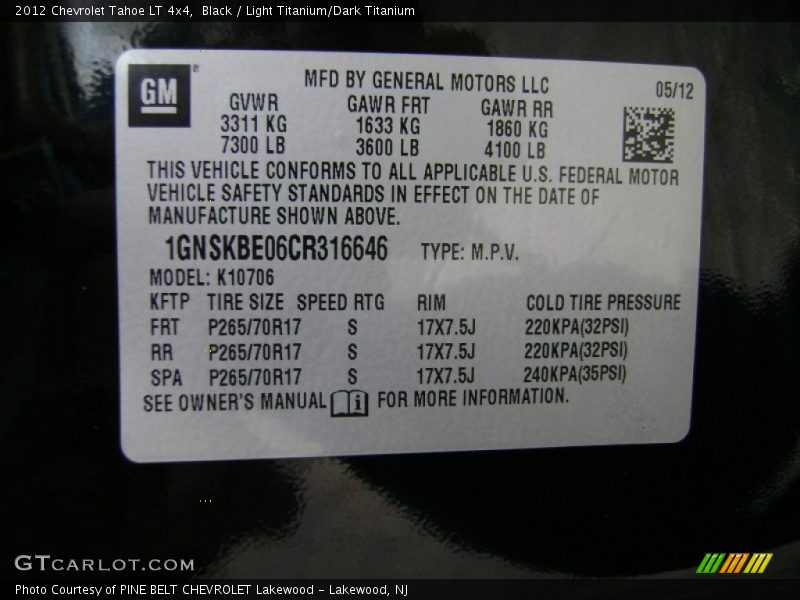 2012 Chevrolet Tahoe LT 4x4, Black / Light Titanium/Dark Titanium
GM®
MFD BY GENERAL MOTORS LLC 05/12
GVWR GAWR FRT GAWR RR
3311 KG 1633 KG 1860 KG
7300 LB 3600 LB 4100 LB
THIS VEHICLE CONFORMS TO ALL APPLICABLE U.S. FEDERAL MOTOR
VEHICLE SAFETY STANDARDS IN EFFECT ON THE DATE OF
MANUFACTURE SHOWN ABOVE.
1GNSKBE06CR316646 TYPE: M.P.V.
MODEL: K10706
KFTP TIRE SIZE SPEED RTG RIM COLD TIRE PRESSURE
FRT P265/70R17 S 17X7.5J 220KPA(32PSI)
RR P265/70R17 S 17X7.5J 220KPA(32PSI)
SPA P265/70R17 S 17X7.5J 240KPA(35PSI)
SEE OWNER'S MANUAL i FOR MORE INFORMATION.
GTCARLOT.COM
Photo Courtesy of PINE BELT CHEVROLET Lakewood - Lakewood, NJ